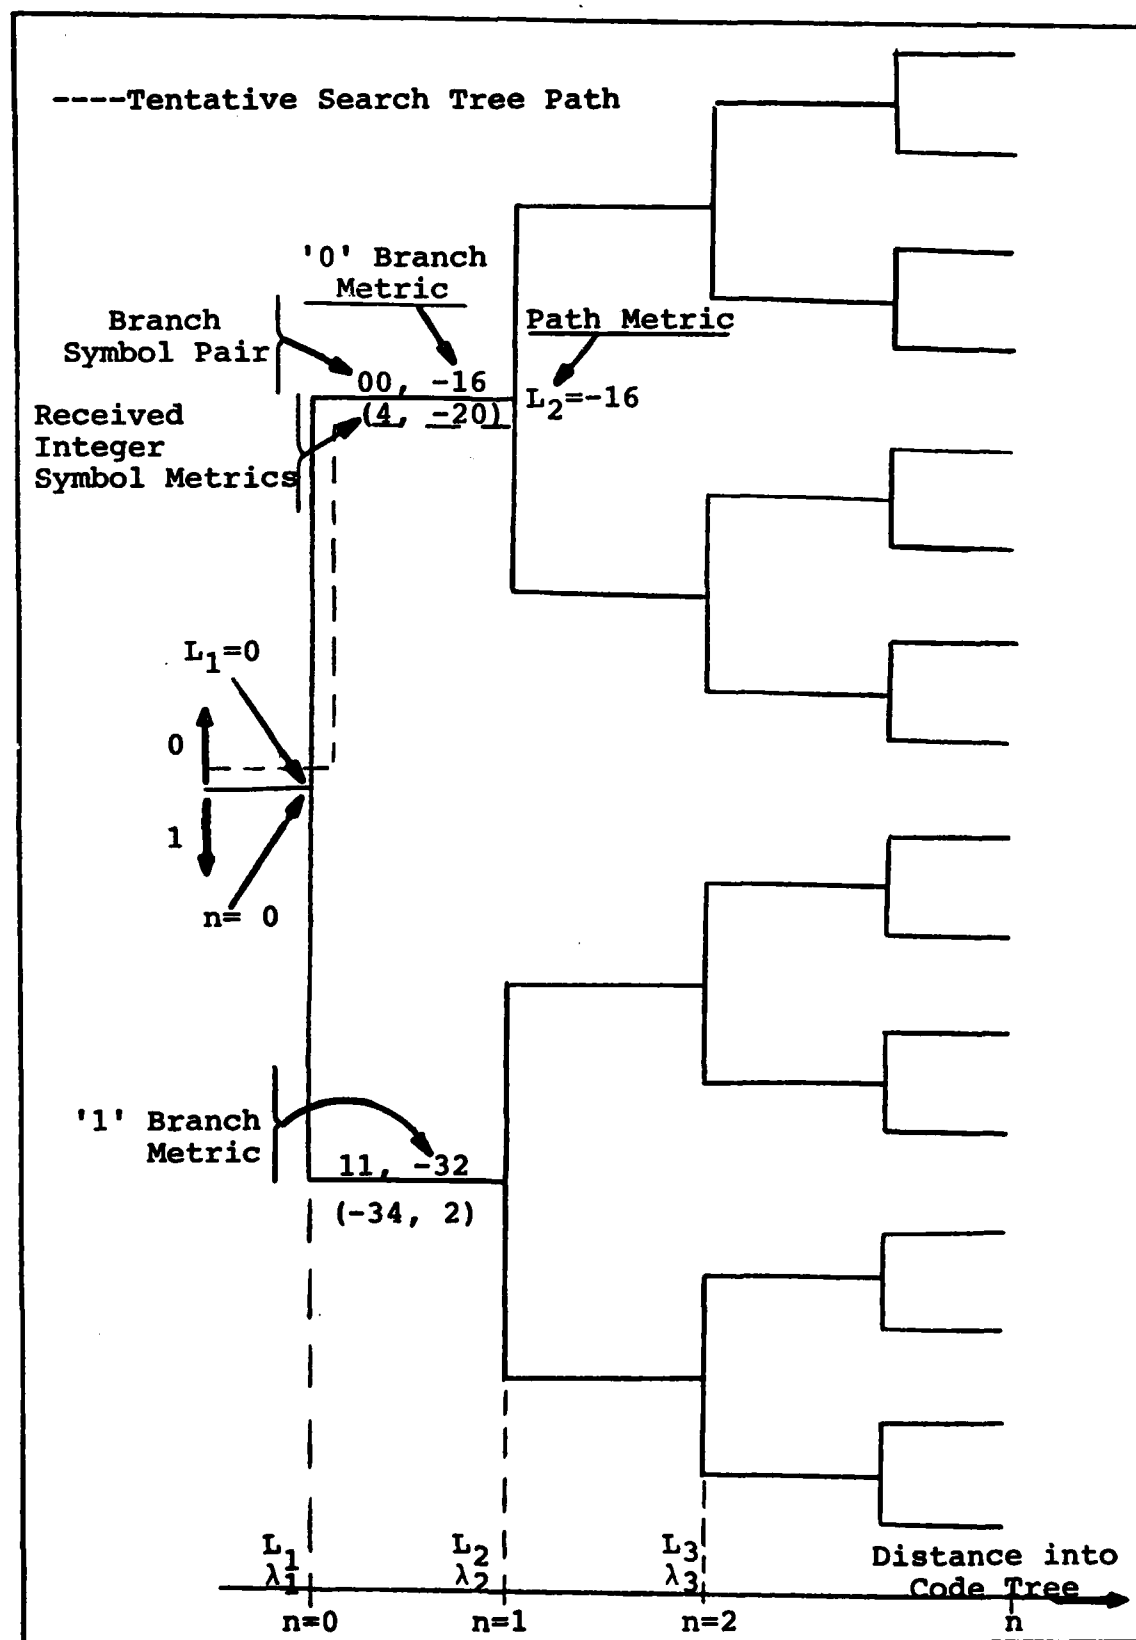 ----Tentative Search Tree Path
'0' Branch
Metric
Branch
Symbol Pair
Path Metric
00, -16
(4, -20)
L2=-16
Received
Integer
Symbol Metrics
L1=0
0
1
n= 0
'1' Branch
Metric
11, -32
(-34, 2)
L1
λ1
L2
λ2
L3
λ3
Distance into
Code Tree
n=0
n=1
n=2
n